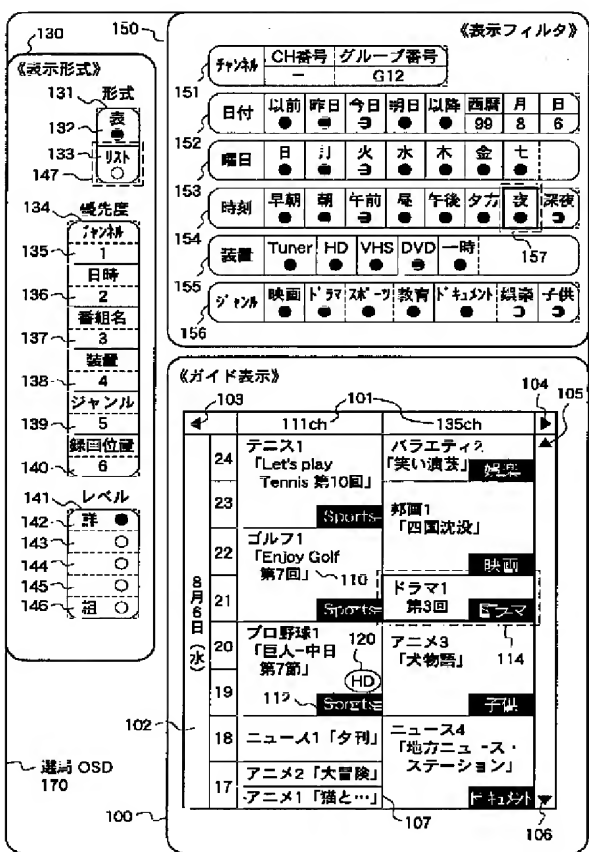 130
150
《表示フィルタ》
《表示形式》
131
形式
132
表
133
リスト
147
134
優先度
チャンネル
135
1
日時
136
2
番組名
137
3
装置
138
4
ジャンル
139
5
録画位置
140
6
141
レベル
142
詳
143
144
145
146
粗
選局 OSD
170
チャンネル
CH番号 グループ番号
－ G12
151
日付
以前 昨日 今日 明日 以降 西暦 月 日
99 8 6
152
曜日
日 月 火 水 木 金 土
153
時刻
早朝 朝 午前 昼 午後 夕方 夜 深夜
154
装置
Tuner HD VHS DVD 一時
157
155
ジャンル
映画 ドラマ スポーツ 教育 ドキュメント 娯楽 子供
156
《ガイド表示》
103
101
104
105
111ch
135ch
24
テニス1
「Let's play
Tennis 第10回」
Sports
バラエティ2
「笑い演芸」
娯楽
23
邦画1
「四国沈没」
映画
22
ゴルフ1
「Enjoy Golf
第7回」
110
Sports
21
ドラマ1
第3回
ドラマ
114
8月6日(水)
20
プロ野球1
「巨人-中日
第7節」
120
HD
アニメ3
「犬物語」
子供
19
112
Sports
102
18
ニュース1「夕刊」
ニュース4
「地方ニュース・
ステーション」
ドキュメント
17
アニメ2「大冒険」
アニメ1「猫と…」
100
107
106